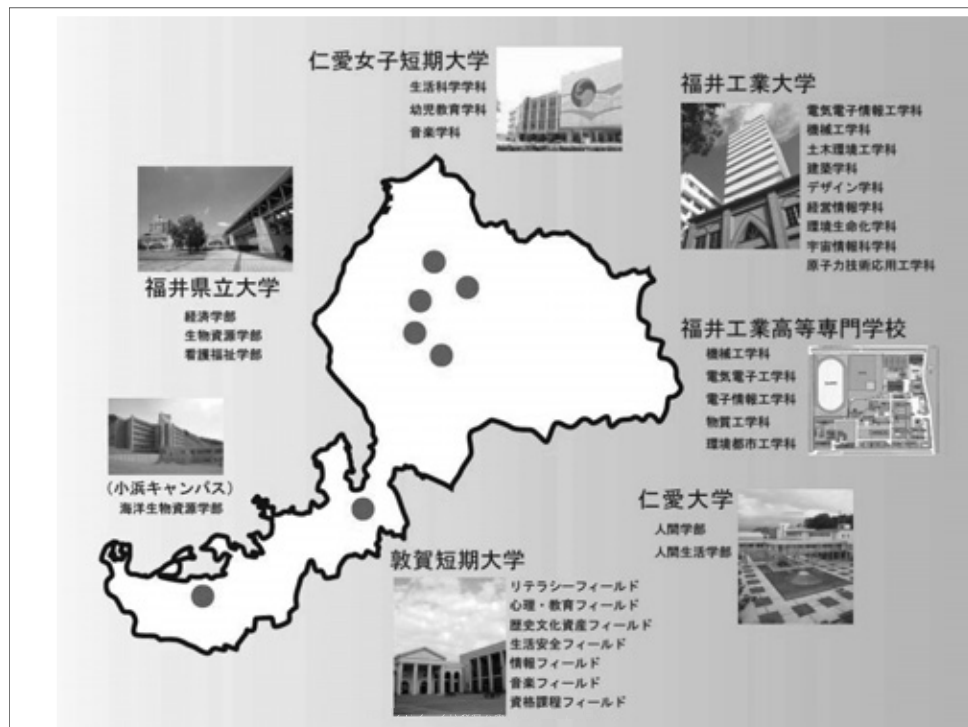 仁愛女子短期大学
生活科学学科
幼児教育学科
音楽学科
福井工業大学
電気電子情報工学科
機械工学科
土木環境工学科
建築学科
デザイン学科
経営情報学科
環境生命化学科
宇宙情報科学科
原子力技術応用工学科
福井県立大学
経済学部
生物資源学部
看護福祉学部
福井工業高等専門学校
機械工学科
電気電子工学科
電子情報工学科
物質工学科
環境都市工学科
(小浜キャンパス)
海洋生物資源学部
仁愛大学
人間学部
人間生活学部
敦賀短期大学
リテラシーフィールド
心理・教育フィールド
歴史文化資産フィールド
生活安全フィールド
情報フィールド
音楽フィールド
資格課程フィールド